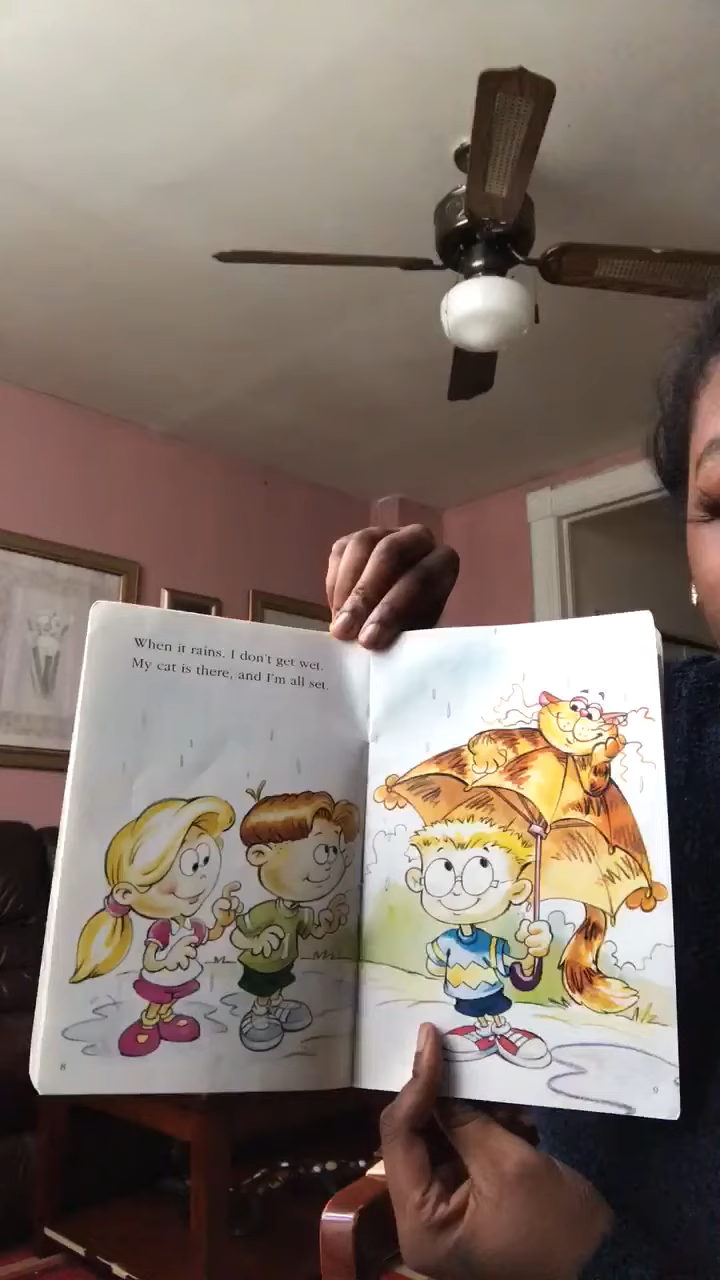 When it rains, I don't get wet.
My cat is there, and I'm all set.
8
9